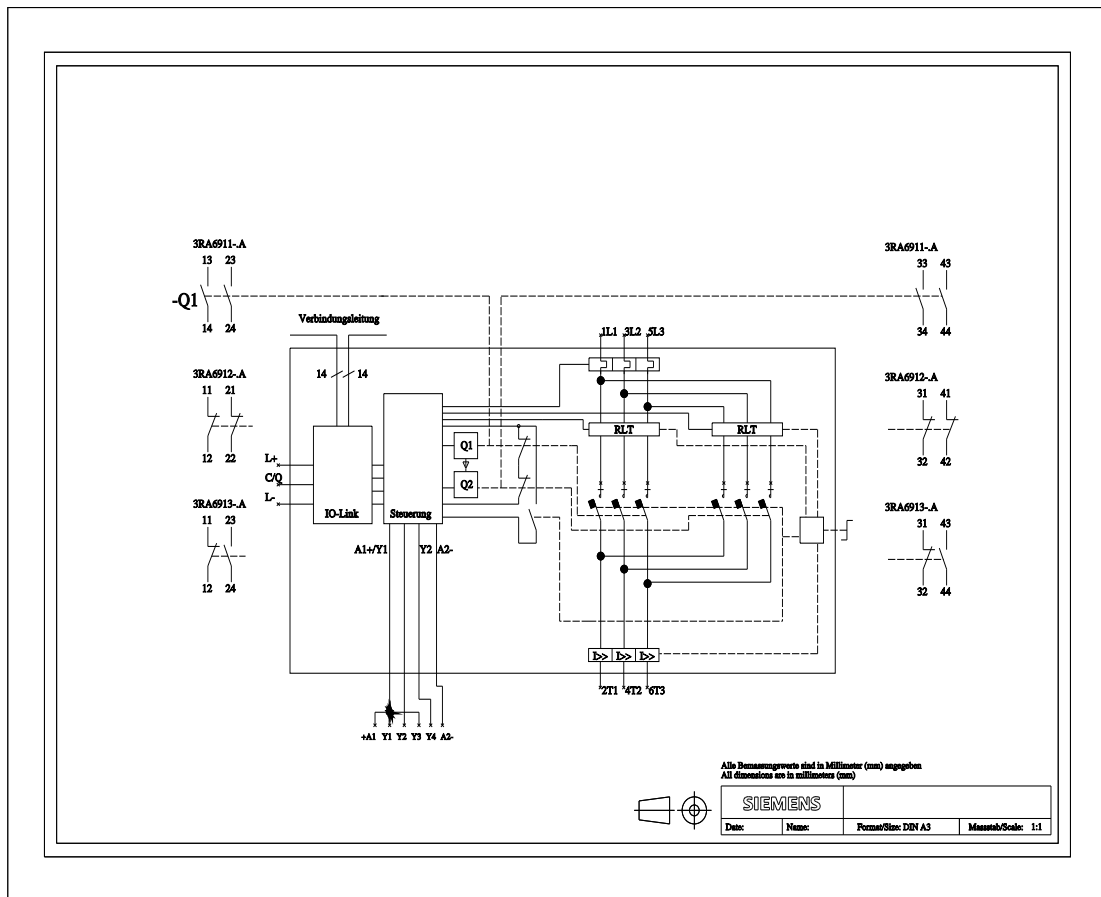 3RA6911-.A
13 23
-Q1
14 24
3RA6911-.A
33 43
34 44
Verbindungsleitung
14 14
1L1 3L2 5L3
3RA6912-.A
11 21
12 22
3RA6912-.A
31 41
32 42
RLT RLT
Q1
Q2
L+
C/Q
L-
IO-Link
Steuerung
3RA6913-.A
11 23
12 24
3RA6913-.A
31 43
32 44
A1+/Y1 Y2 A2-
I>> I>> I>>
2T1 4T2 6T3
+A1 Y1 Y2 Y3 Y4 A2-
Alle Bemassungswerte sind in Millimeter (mm) angegeben
All dimensions are in millimeters (mm)
SIEMENS
Date: Name: Format/Size: DIN A3 Massstab/Scale: 1:1